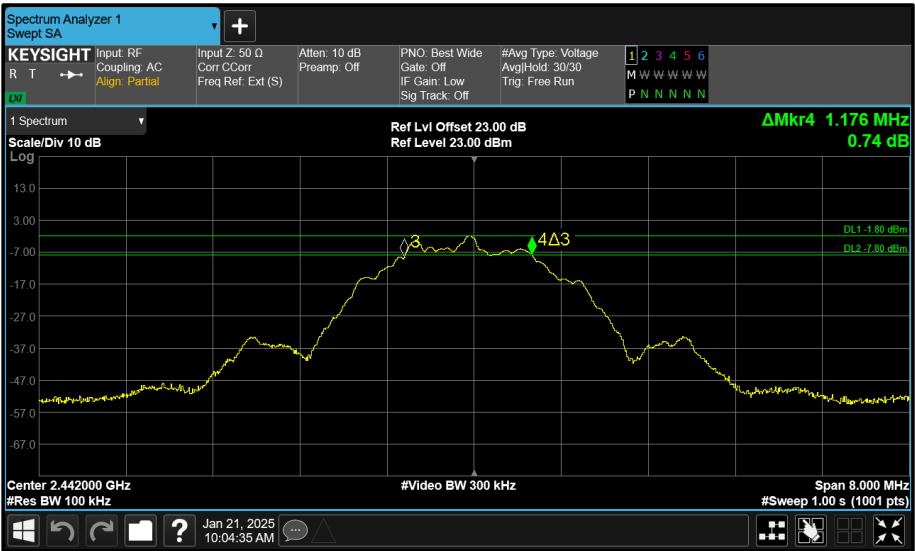 Spectrum Analyzer 1
Swept SA
+
KEYSIGHT
R T
LXI
Input: RF
Coupling: AC
Align: Partial
Input Z: 50 Ω
Corr CCorr
Freq Ref: Ext (S)
Atten: 10 dB
Preamp: Off
PNO: Best Wide
Gate: Off
IF Gain: Low
Sig Track: Off
#Avg Type: Voltage
Avg|Hold: 30/30
Trig: Free Run
1 2 3 4 5 6
M W W W W W
P N N N N N
1 Spectrum
Scale/Div 10 dB
Ref Lvl Offset 23.00 dB
Ref Level 23.00 dBm
ΔMkr4 1.176 MHz
0.74 dB
Log
13.0
3.00
-7.00
-17.0
-27.0
-37.0
-47.0
-57.0
-67.0
3
4Δ3
DL1 -1.80 dBm
DL2 -7.80 dBm
Center 2.442000 GHz
#Video BW 300 kHz
Span 8.000 MHz
#Res BW 100 kHz
#Sweep 1.00 s (1001 pts)
?
Jan 21, 2025
10:04:35 AM